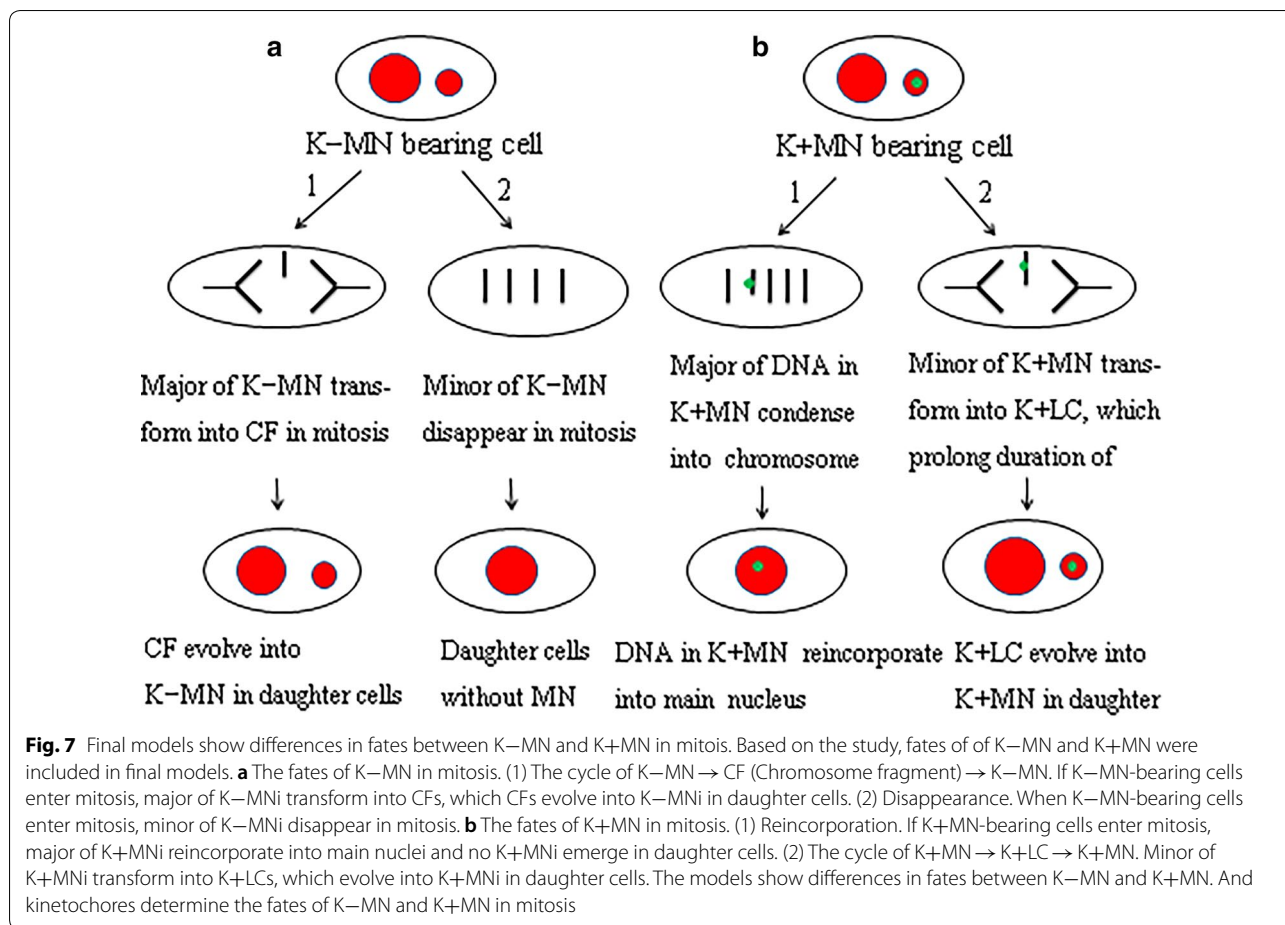 a
b
K−MN bearing cell
K+MN bearing cell
1
2
1
2
Major of K−MN trans-
form into CF in mitosis
Minor of K−MN
disappear in mitosis
Major of DNA in
K+MN condense
into chromosome
Minor of K+MN trans-
form into K+LC, which
prolong duration of
CF evolve into
K−MN in daughter cells
Daughter cells
without MN
DNA in K+MN reincorporate
into main nucleus
K+LC evolve into
K+MN in daughter
Fig. 7 Final models show differences in fates between K−MN and K+MN in mitois. Based on the study, fates of of K−MN and K+MN were
included in final models. a The fates of K−MN in mitosis. (1) The cycle of K−MN → CF (Chromosome fragment) → K−MN. If K−MN-bearing cells
enter mitosis, major of K−MNi transform into CFs, which CFs evolve into K−MNi in daughter cells. (2) Disappearance. When K−MN-bearing cells
enter mitosis, minor of K−MNi disappear in mitosis. b The fates of K+MN in mitosis. (1) Reincorporation. If K+MN-bearing cells enter mitosis,
major of K+MNi reincorporate into main nuclei and no K+MNi emerge in daughter cells. (2) The cycle of K+MN → K+LC → K+MN. Minor of
K+MNi transform into K+LCs, which evolve into K+MNi in daughter cells. The models show differences in fates between K−MN and K+MN. And
kinetochores determine the fates of K−MN and K+MN in mitosis